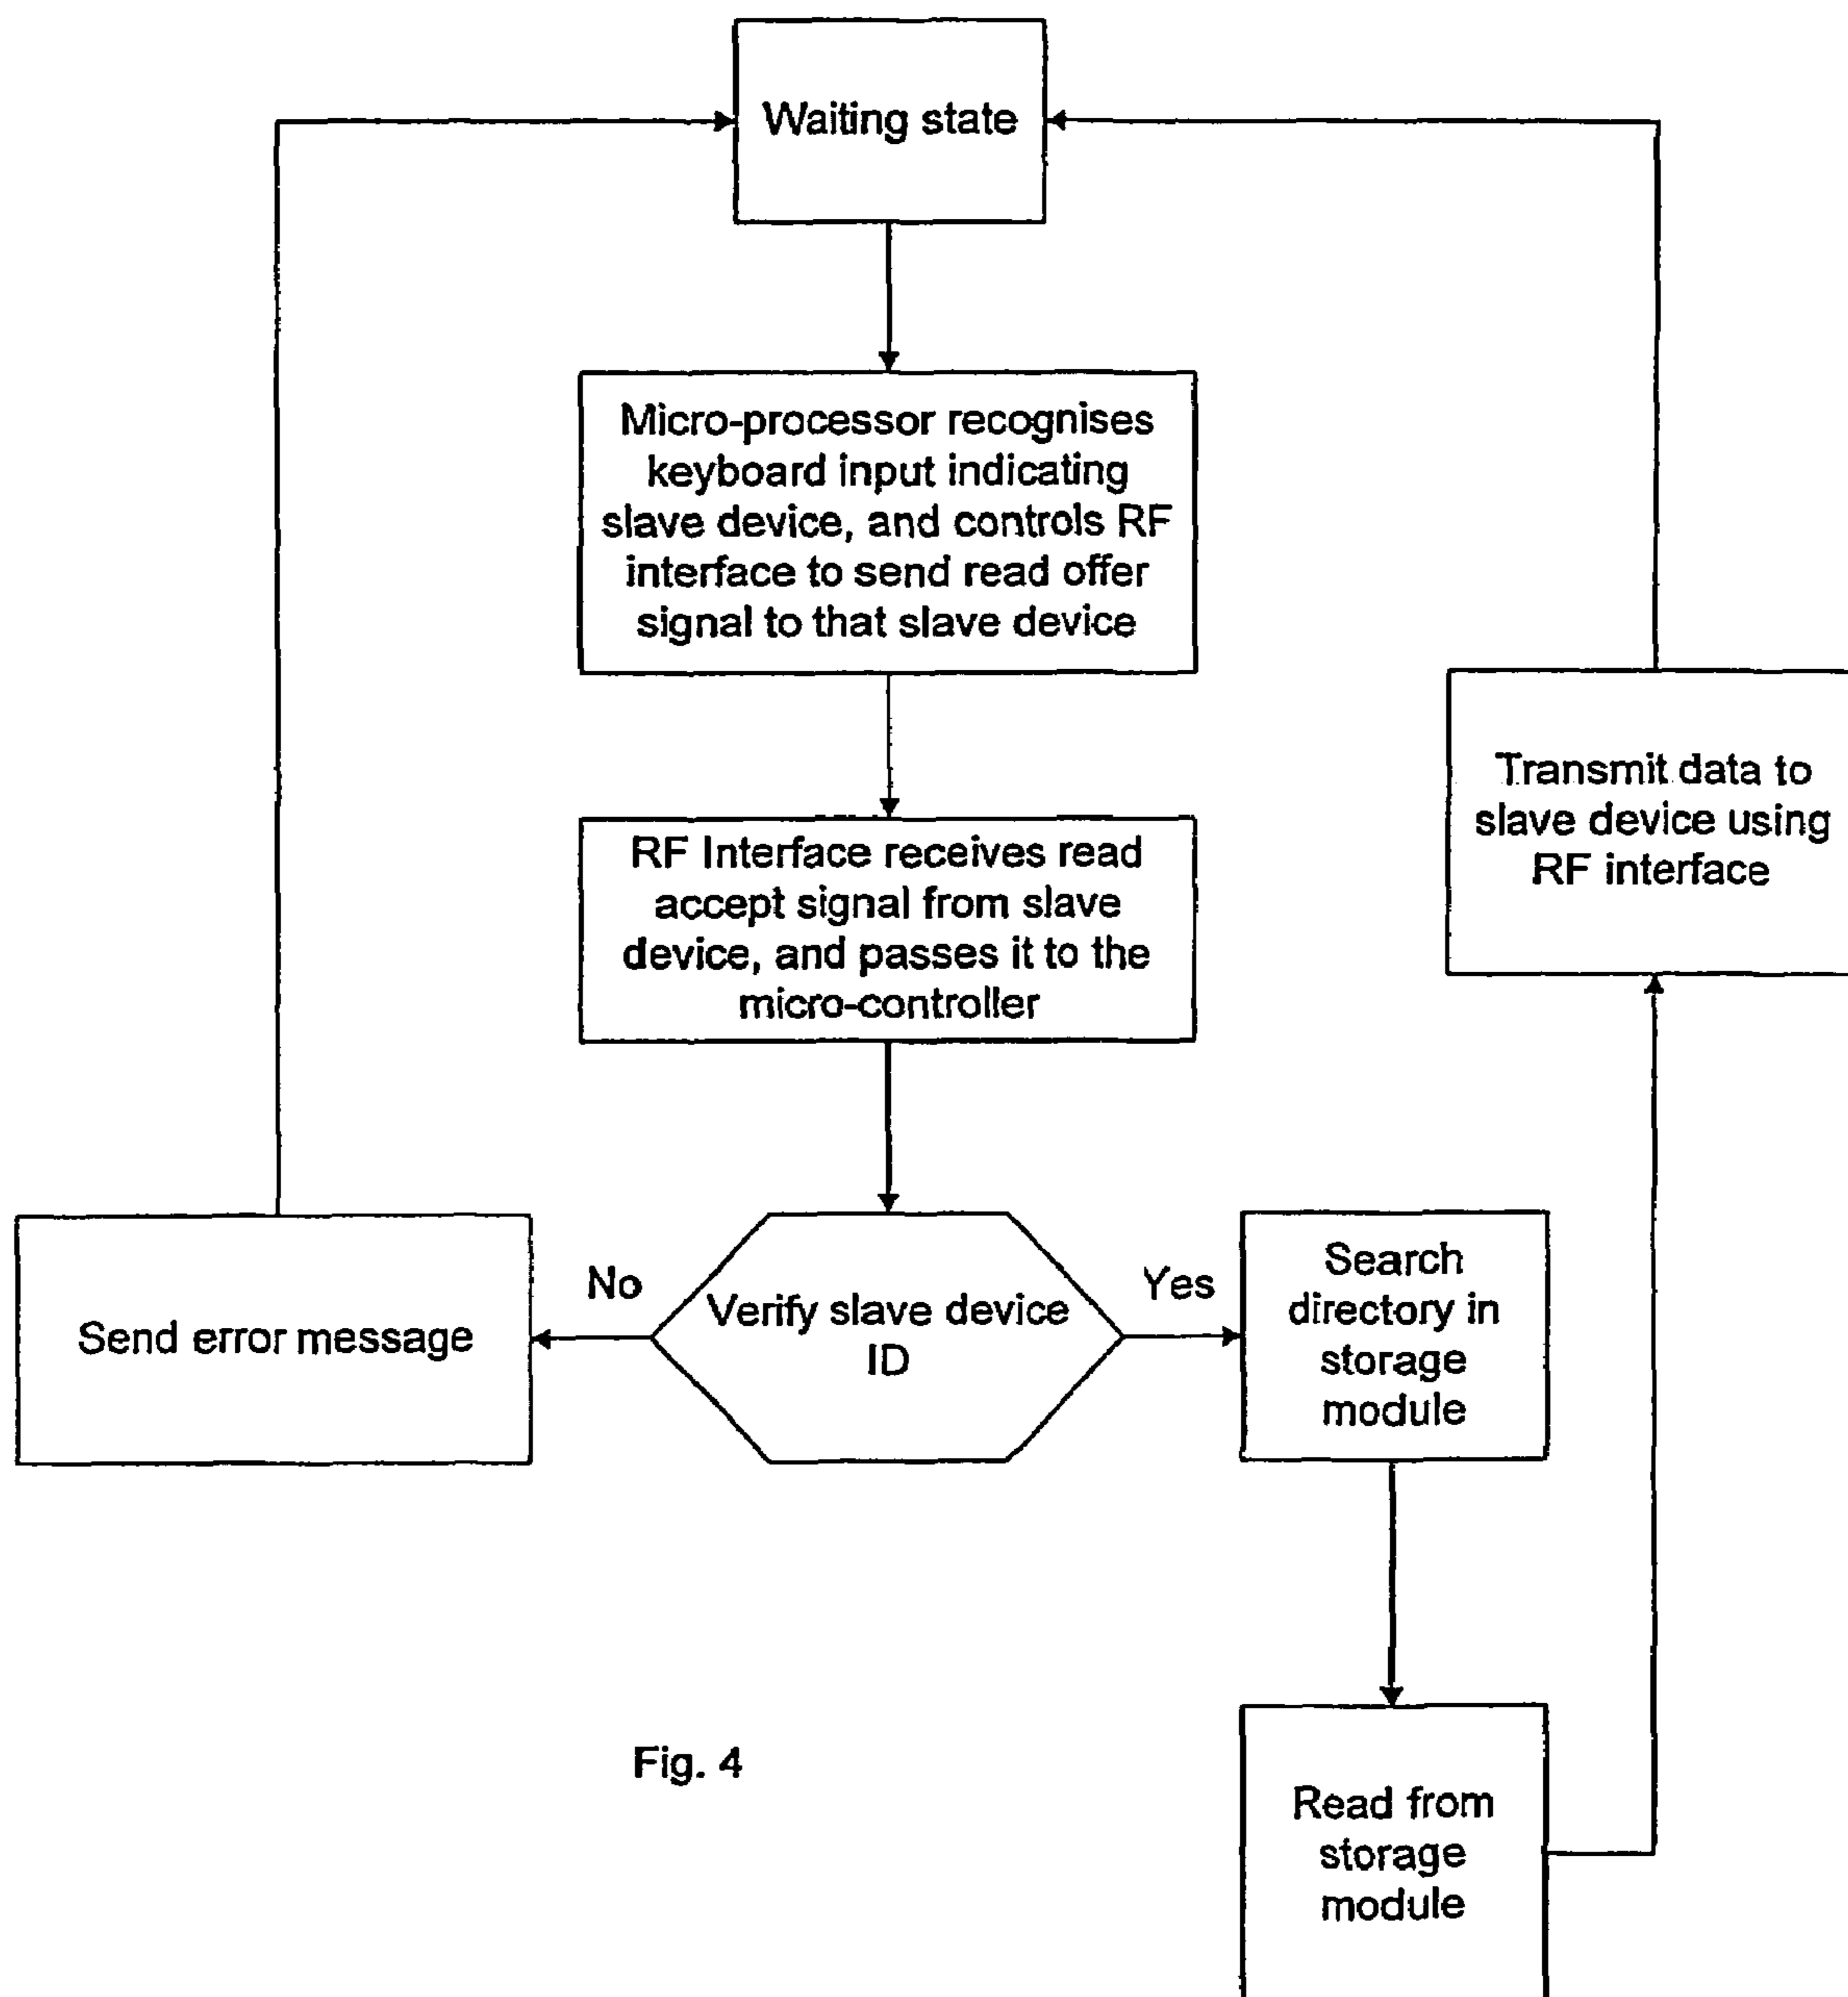 Waiting state
Micro-processor recognises
keyboard input indicating
slave device, and controls RF
interface to send read offer
signal to that slave device
RF Interface receives read
accept signal from slave
device, and passes it to the
micro-controller
Transmit data to
slave device using
RF interface
Send error message
No
Verify slave device
ID
Yes
Search
directory in
storage
module
Fig. 4
Read from
storage
module